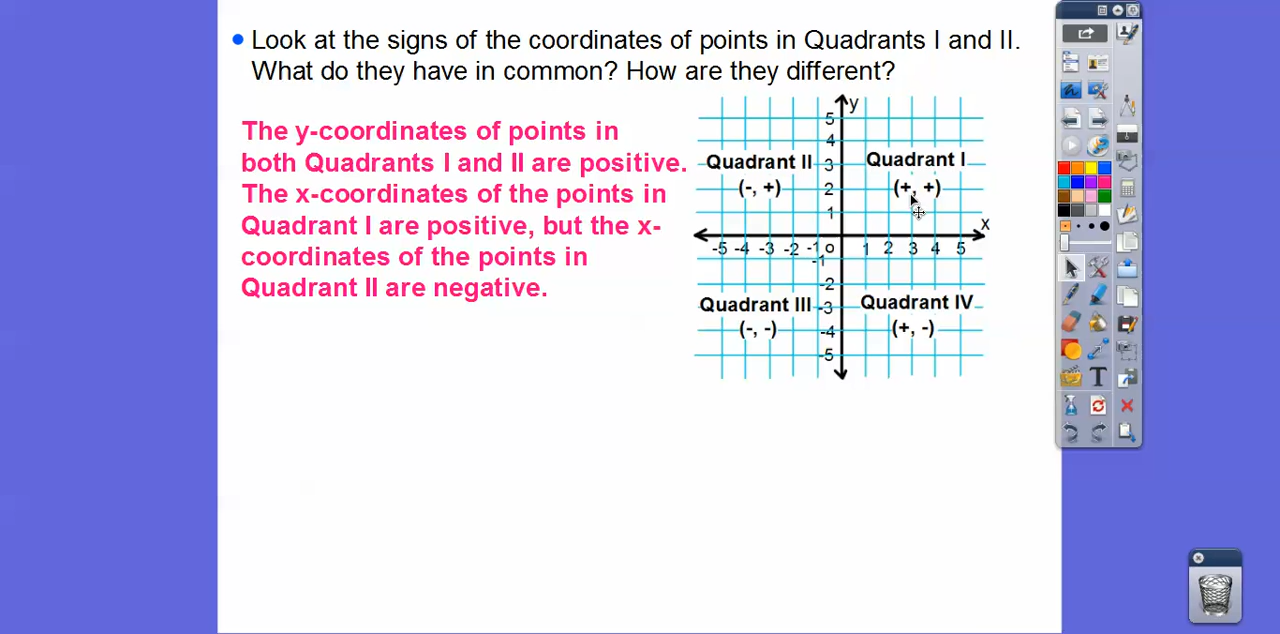 Look at the signs of the coordinates of points in Quadrants I and II.
What do they have in common? How are they different?
The y-coordinates of points in
both Quadrants I and II are positive.
The x-coordinates of the points in
Quadrant I are positive, but the x-
coordinates of the points in
Quadrant II are negative.
y
5
4
Quadrant II 3 Quadrant I
(-, +) 2 (+, +)
1
x
-5 -4 -3 -2 -1 o 1 2 3 4 5
-1
-2
Quadrant III -3 Quadrant IV
(-, -) -4 (+, -)
-5
T